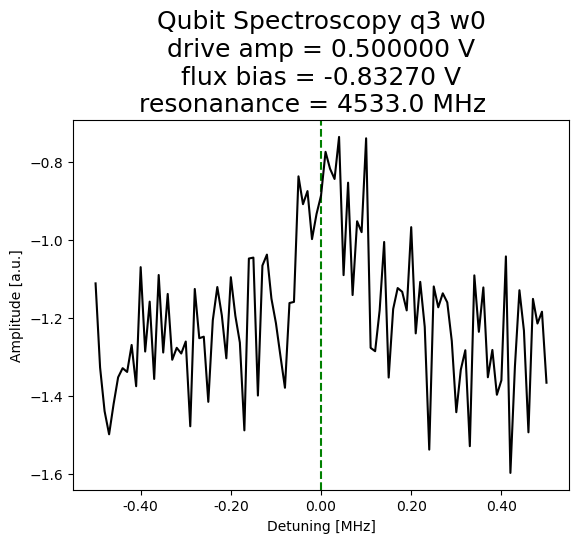 Qubit Spectroscopy q3 w0
drive amp = 0.500000 V
flux bias = -0.83270 V
resonanance = 4533.0 MHz
Amplitude [a.u.]
−0.8
−1.0
−1.2
−1.4
−1.6
-0.40 -0.20 0.00 0.20 0.40
Detuning [MHz]